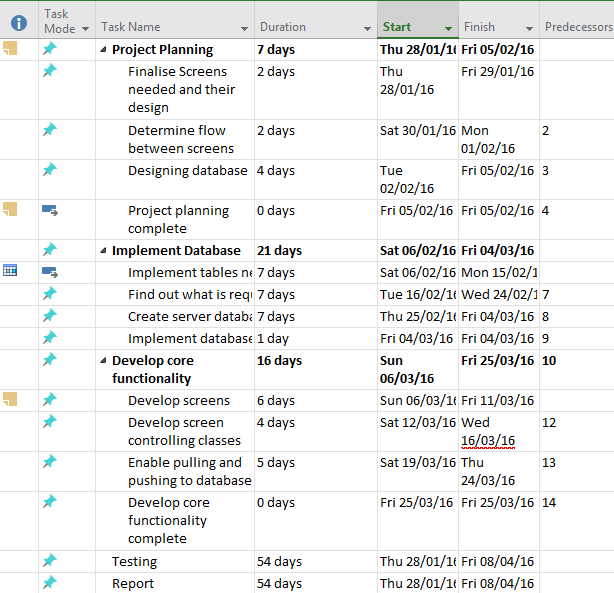 Task
Mode Task Name Duration Start Finish Predecessors
Project Planning 7 days Thu 28/01/16 Fri 05/02/16
Finalise Screens 2 days Thu Fri 29/01/16
needed and their 28/01/16
design
Determine flow 2 days Sat 30/01/16 Mon 2
between screens 01/02/16
Designing database 4 days Tue Fri 05/02/16 3
02/02/16
Project planning 0 days Fri 05/02/16 Fri 05/02/16 4
complete
Implement Database 21 days Sat 06/02/16 Fri 04/03/16
Implement tables ne 7 days Sat 06/02/16 Mon 15/02/1
Find out what is requ 7 days Tue 16/02/16 Wed 24/02/1 7
Create server databa 7 days Thu 25/02/16 Fri 04/03/16 8
Implement database 1 day Fri 04/03/16 Fri 04/03/16 9
Develop core 16 days Sun Fri 25/03/16 10
functionality 06/03/16
Develop screens 6 days Sun 06/03/16 Fri 11/03/16
Develop screen 4 days Sat 12/03/16 Wed 12
controlling classes 16/03/16
Enable pulling and 5 days Sat 19/03/16 Thu 13
pushing to database 24/03/16
Develop core 0 days Fri 25/03/16 Fri 25/03/16 14
functionality
complete
Testing 54 days Thu 28/01/16 Fri 08/04/16
Report 54 days Thu 28/01/16 Fri 08/04/16